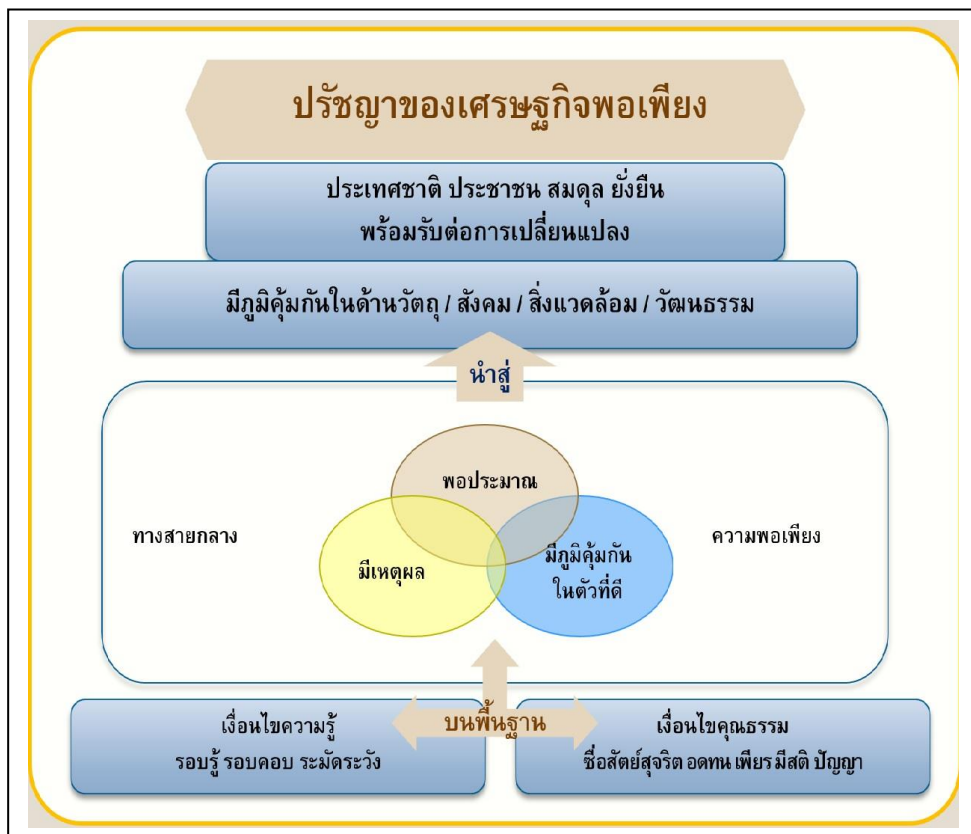 ปรัชญาของเศรษฐกิจพอเพียง
ประเทศชาติ ประชาชน สมดุล ยั่งยืน
พร้อมรับต่อการเปลี่ยนแปลง
มีภูมิคุ้มกันในด้านวัตถุ / สังคม / สิ่งแวดล้อม / วัฒนธรรม
นำสู่
พอประมาณ
ทางสายกลาง
ความพอเพียง
มีเหตุผล
มีภูมิคุ้มกัน
ในตัวที่ดี
บนพื้นฐาน
เงื่อนไขความรู้
รอบรู้ รอบคอบ ระมัดระวัง
เงื่อนไขคุณธรรม
ซื่อสัตย์สุจริต อดทน เพียร มีสติ ปัญญา